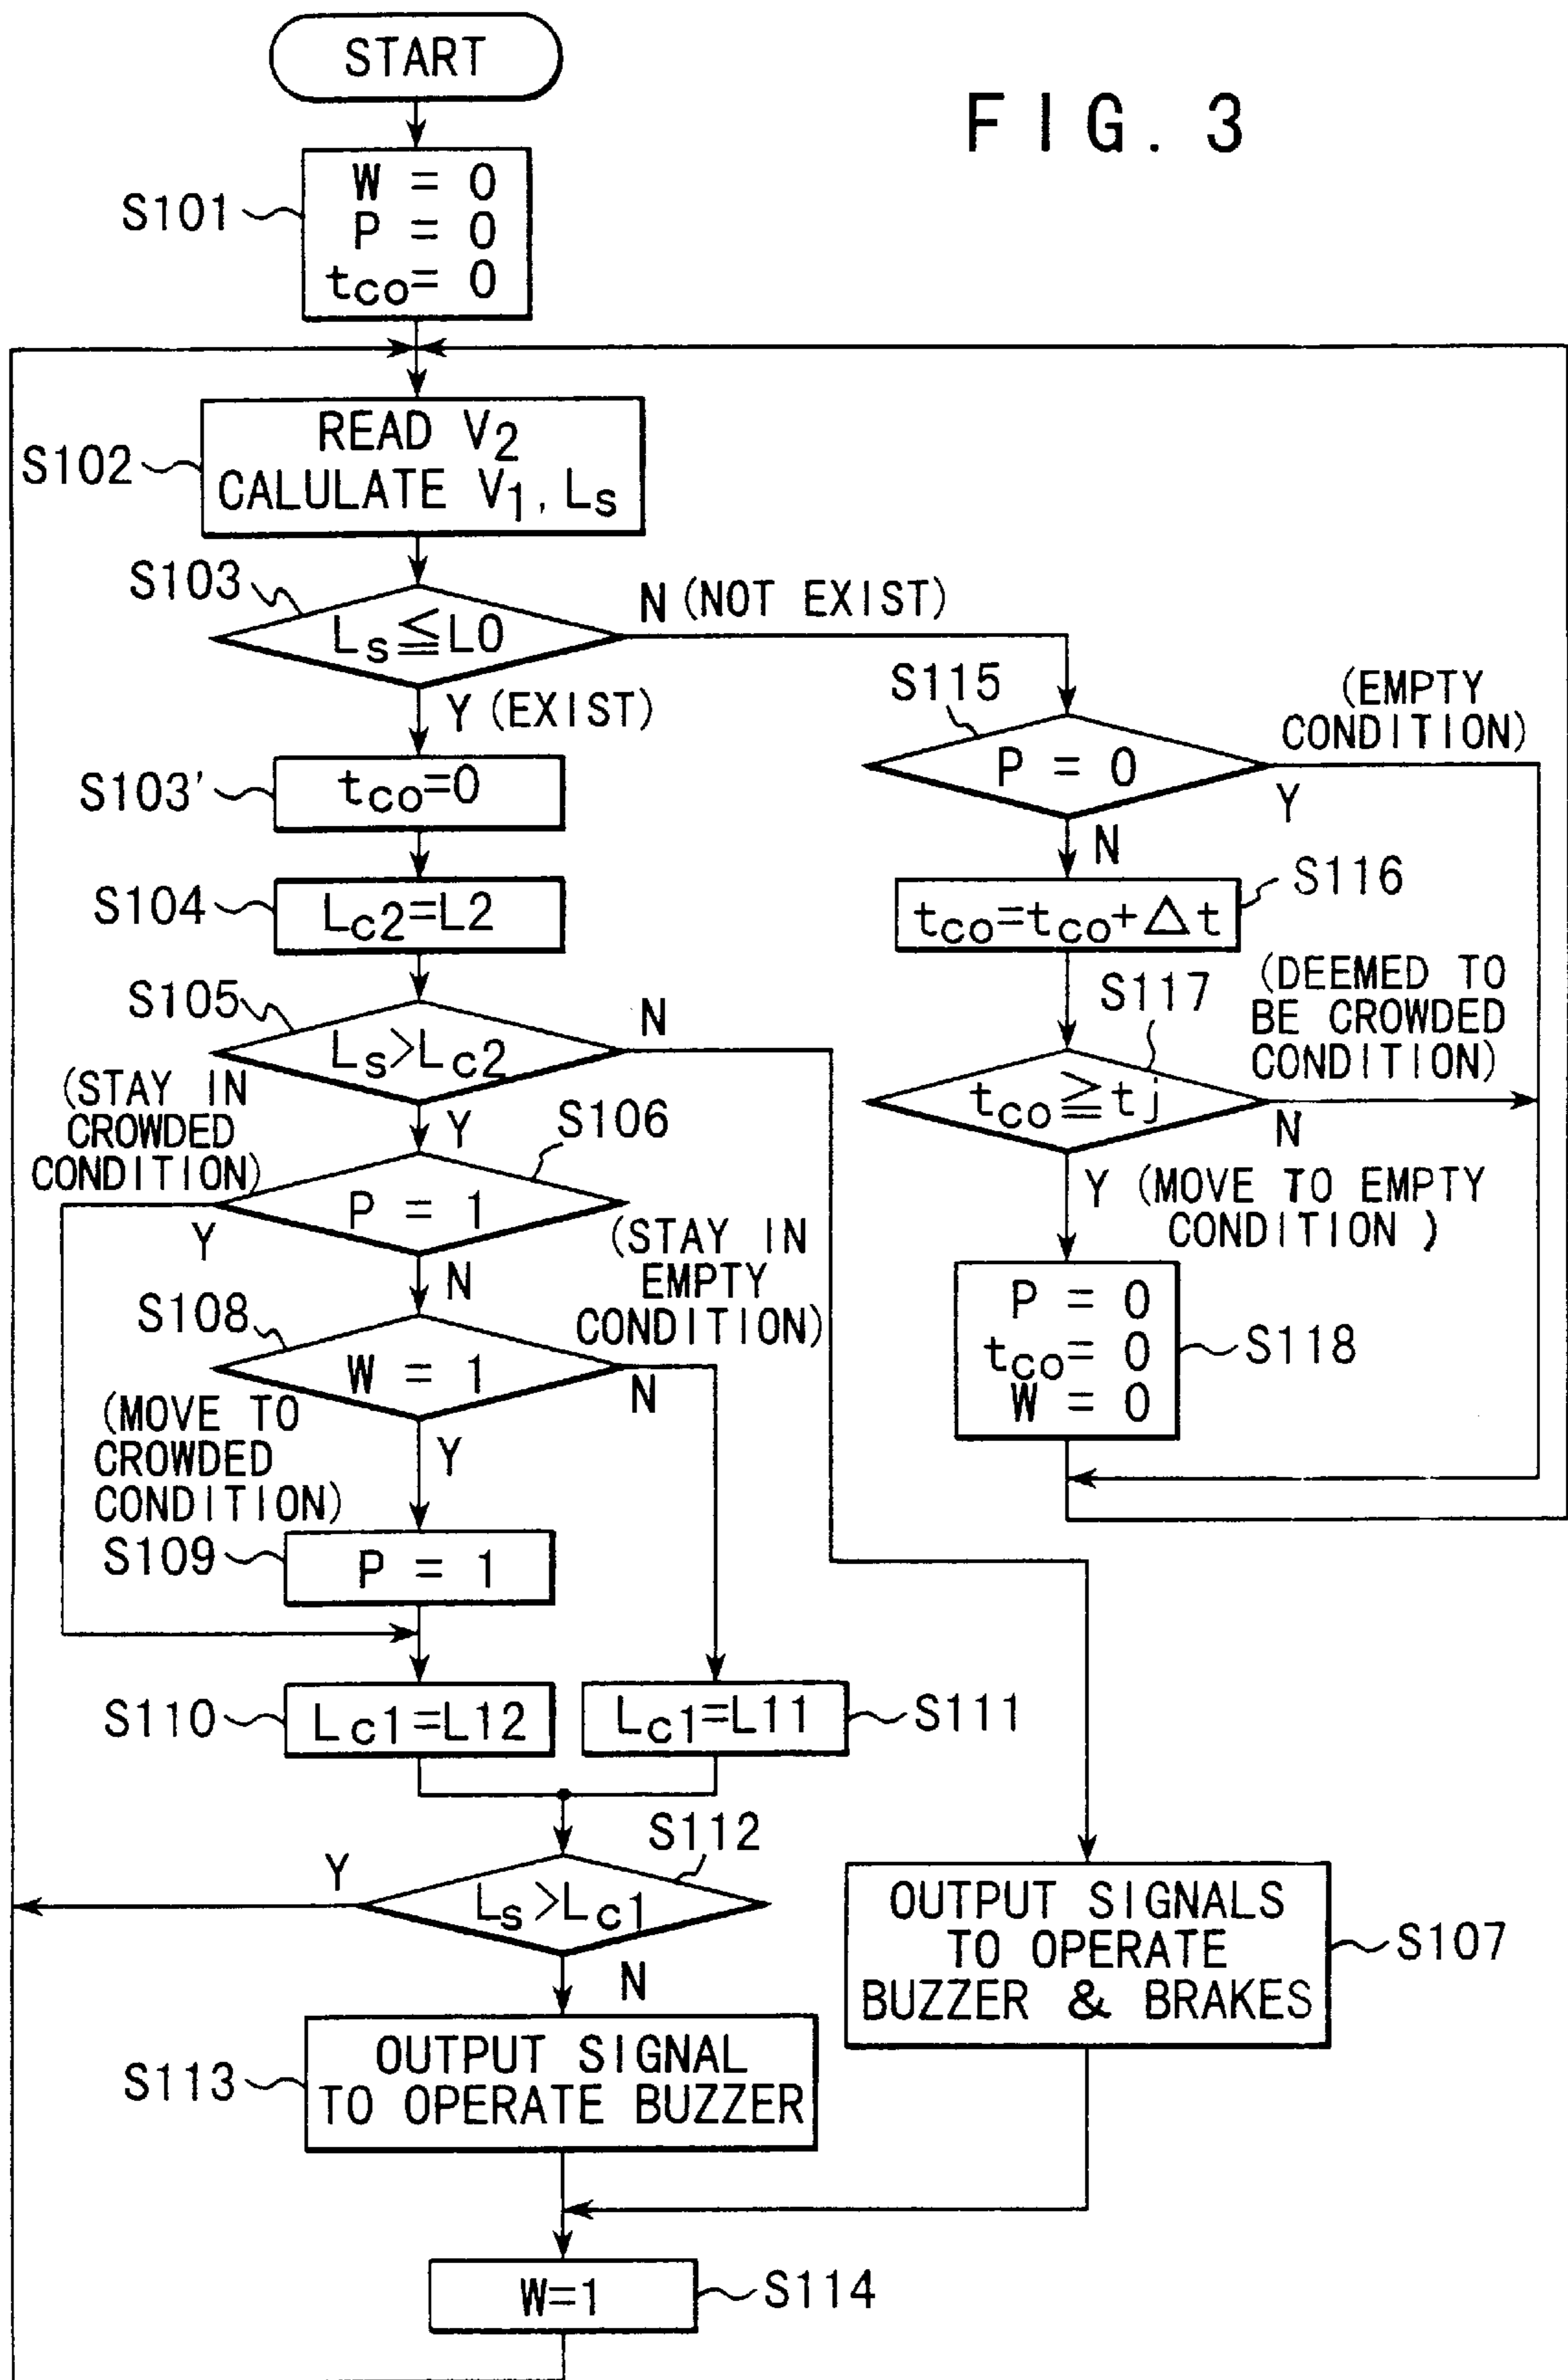 START
FIG. 3
S101
W = 0
P = 0
tco= 0
S102
READ V2
CALULATE V1, Ls
S103
Ls≦L0
N (NOT EXIST)
Y (EXIST)
S103'
tco=0
S104
Lc2=L2
S105
Ls>Lc2
N
Y
(STAY IN
CROWDED
CONDITION)
S106
P = 1
Y
N
(STAY IN
EMPTY
CONDITION)
S108
W = 1
N
Y
(MOVE TO
CROWDED
CONDITION)
S109
P = 1
S110
Lc1=L12
Lc1=L11
S111
S112
Ls>Lc1
Y
N
S113
OUTPUT SIGNAL
TO OPERATE BUZZER
OUTPUT SIGNALS
TO OPERATE
BUZZER & BRAKES
S107
W=1
S114
S115
P = 0
(EMPTY
CONDITION)
Y
N
tco=tco+Δt
S116
S117
tco≧tj
(DEEMED TO
BE CROWDED
CONDITION)
N
Y (MOVE TO EMPTY
CONDITION )
P = 0
tco= 0
W = 0
S118